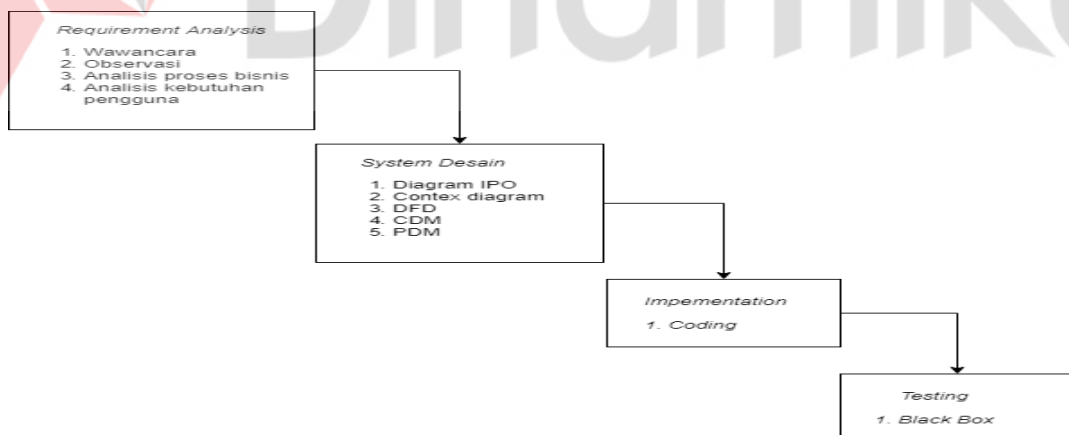 Dinamika
Requirement Analysis
1. Wawancara
2. Observasi
3. Analisis proses bisnis
4. Analisis kebutuhan
pengguna
System Desain
1. Diagram IPO
2. Contex diagram
3. DFD
4. CDM
5. PDM
Impementation
1. Coding
Testing
1. Black Box